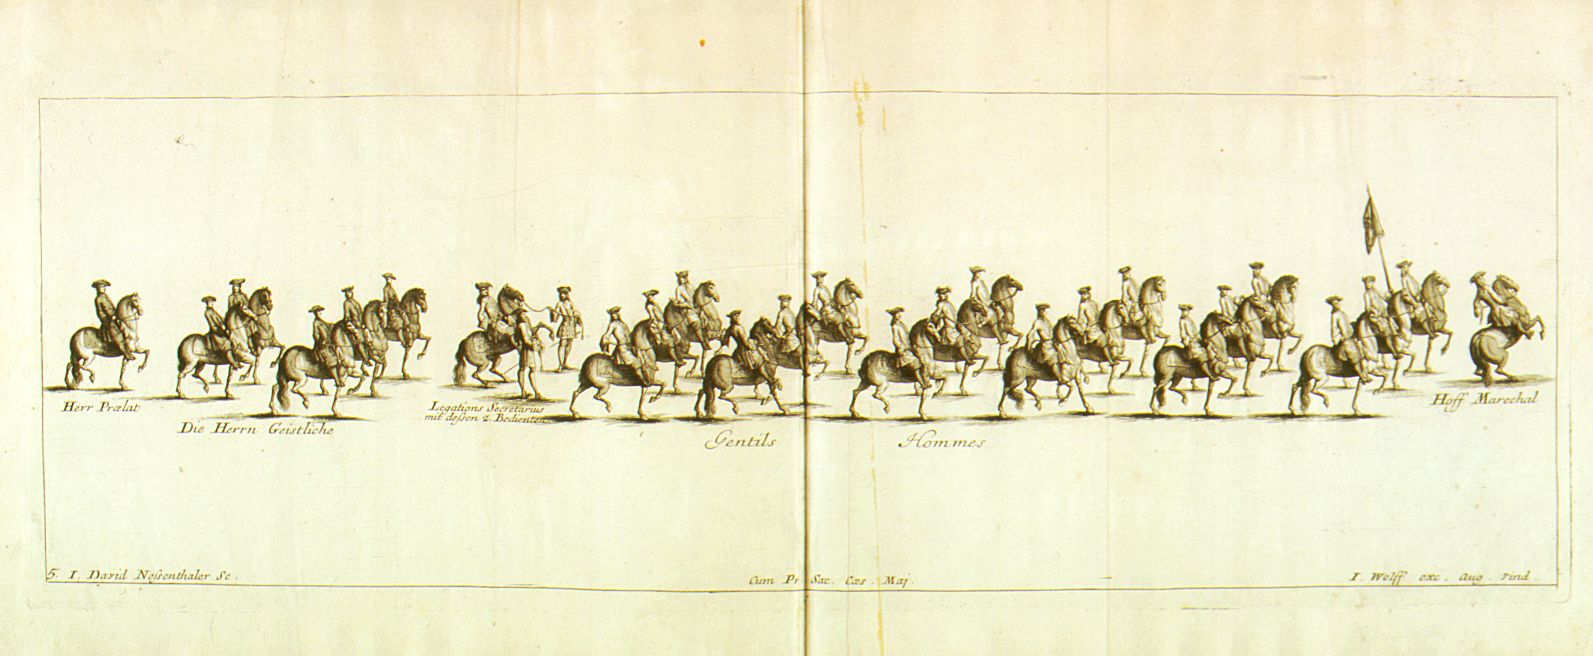 Herr Prælat
Die Herrn Geistliche
Legations Secretarius
mit dessen 2. Bedienten
Gentils Hommes
Hoff Marechal
5. I. David Nessenthaler Sc.
Cum Pr. Sac. Cæs. Maj.
I. Wolff exc. Aug. Vind.